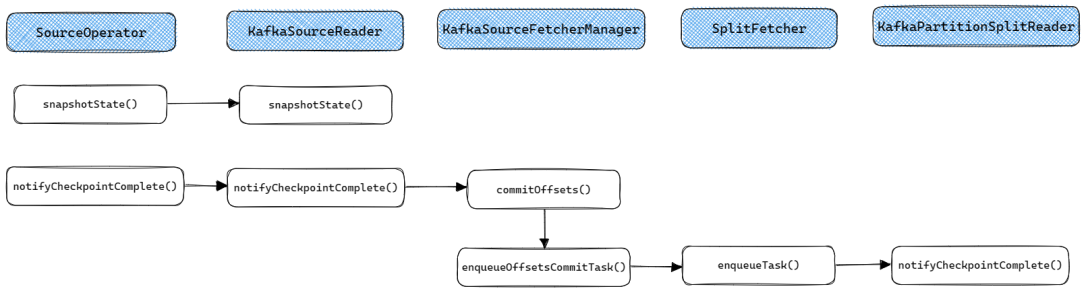 SourceOperator
KafkaSourceReader
KafkaSourceFetcherManager
SplitFetcher
KafkaPartitionSplitReader
snapshotState()
snapshotState()
notifyCheckpointComplete()
notifyCheckpointComplete()
commitOffsets()
enqueueOffsetsCommitTask()
enqueueTask()
notifyCheckpointComplete()